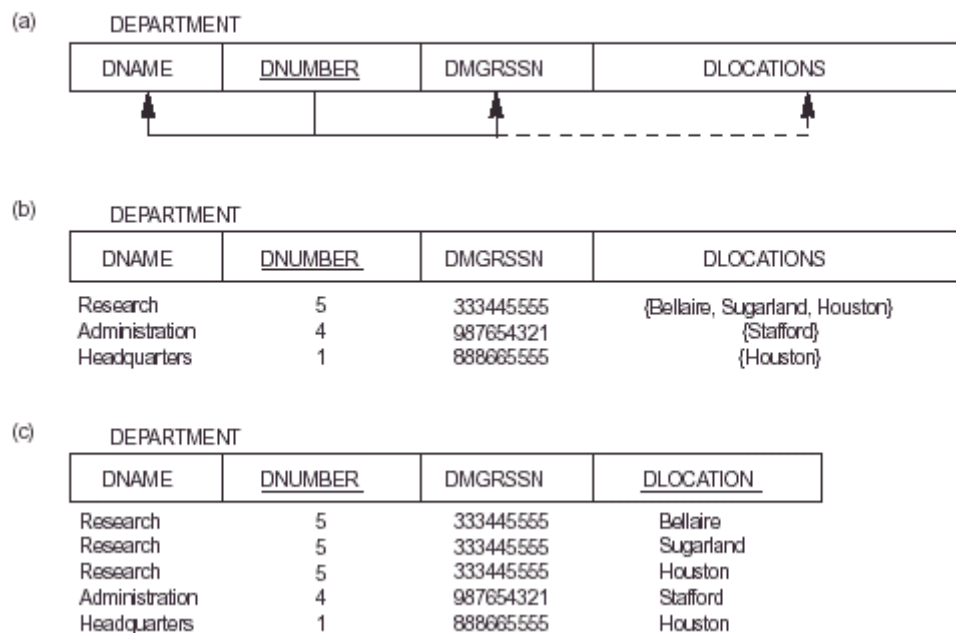 (a) DEPARTMENT
DNAME DNUMBER DMGRSSN DLOCATIONS
(b) DEPARTMENT
DNAME DNUMBER DMGRSSN DLOCATIONS
Research 5 333445555 {Bellaire, Sugarland, Houston}
Administration 4 987654321 {Stafford}
Headquarters 1 888665555 {Houston}
(c) DEPARTMENT
DNAME DNUMBER DMGRSSN DLOCATION
Research 5 333445555 Bellaire
Research 5 333445555 Sugarland
Research 5 333445555 Houston
Administration 4 987654321 Stafford
Headquarters 1 888665555 Houston